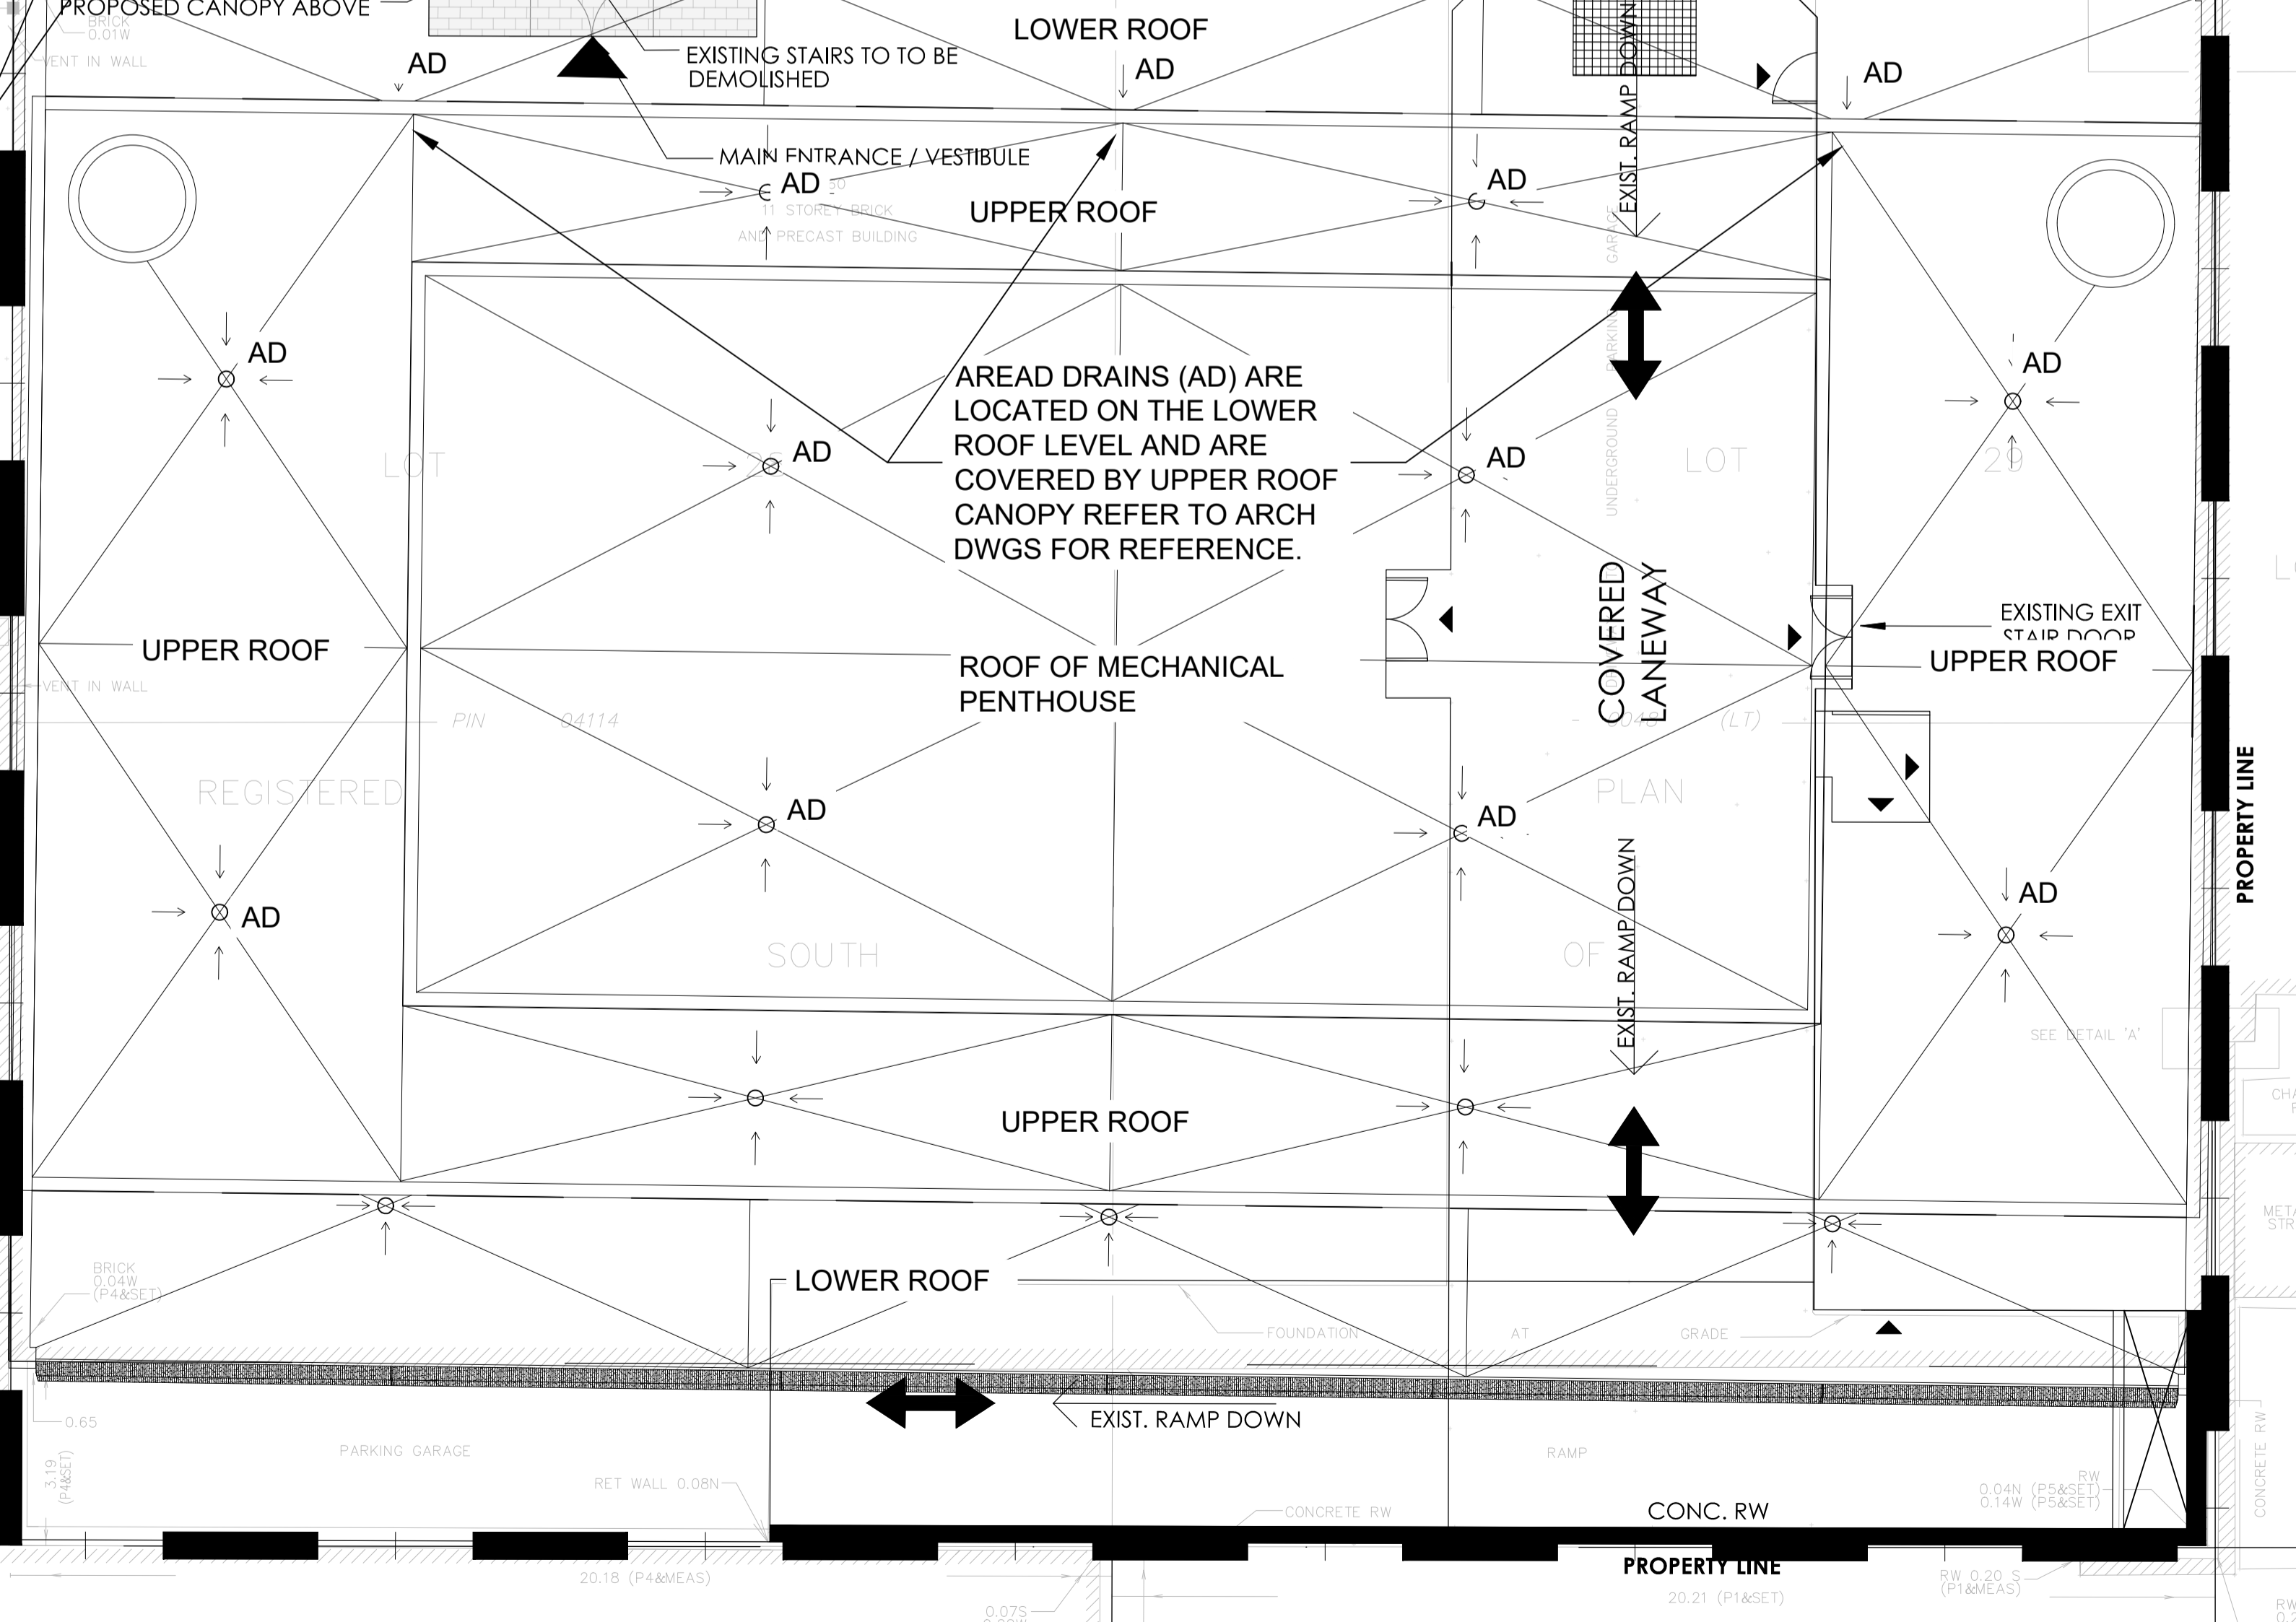 PROPOSED CANOPY ABOVE
BRICK
0.01W
VENT IN WALL
AD
EXISTING STAIRS TO TO BE
DEMOLISHED
LOWER ROOF
AD
EXIST. RAMP DOWN
AD
MAIN ENTRANCE / VESTIBULE
AD
11 STOREY BRICK
AND PRECAST BUILDING
UPPER ROOF
AD
UNDERGROUND PARKING GARAGE
AD
AD
AREAD DRAINS (AD) ARE
LOCATED ON THE LOWER
ROOF LEVEL AND ARE
COVERED BY UPPER ROOF
CANOPY REFER TO ARCH
DWGS FOR REFERENCE.
LOT
AD
AD
LOT
29
COVERED
LANEWAY
EXISTING EXIT
STAIR DOOR
UPPER ROOF
UPPER ROOF
ROOF OF MECHANICAL
PENTHOUSE
VENT IN WALL
PIN 04114 - 0048 (LT)
PROPERTY LINE
REGISTERED
PLAN
AD
AD
AD
AD
EXIST. RAMP DOWN
SOUTH
OF
SEE DETAIL 'A'
UPPER ROOF
BRICK
0.04W
(P4&SET)
LOWER ROOF
FOUNDATION AT GRADE
EXIST. RAMP DOWN
0.65
3.19
(P4&SET)
PARKING GARAGE
RAMP
RET WALL 0.08N
CONCRETE RW
CONC. RW
RW
0.04N (P5&SET)
0.14W (P5&SET)
CONCRETE RW
PROPERTY LINE
20.18 (P4&MEAS)
20.21 (P1&SET)
RW 0.20 S
(P1&MEAS)
0.07S